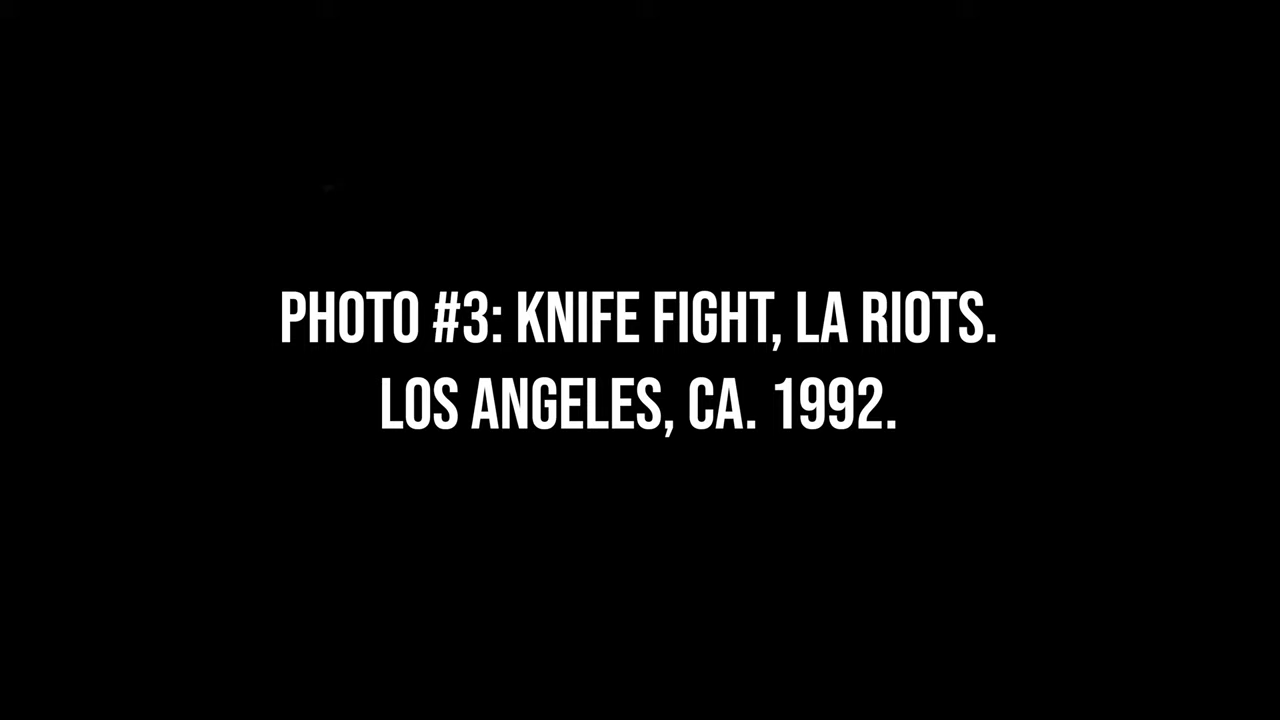 PHOTO #3: KNIFE FIGHT, LA RIOTS.
LOS ANGELES, CA. 1992.